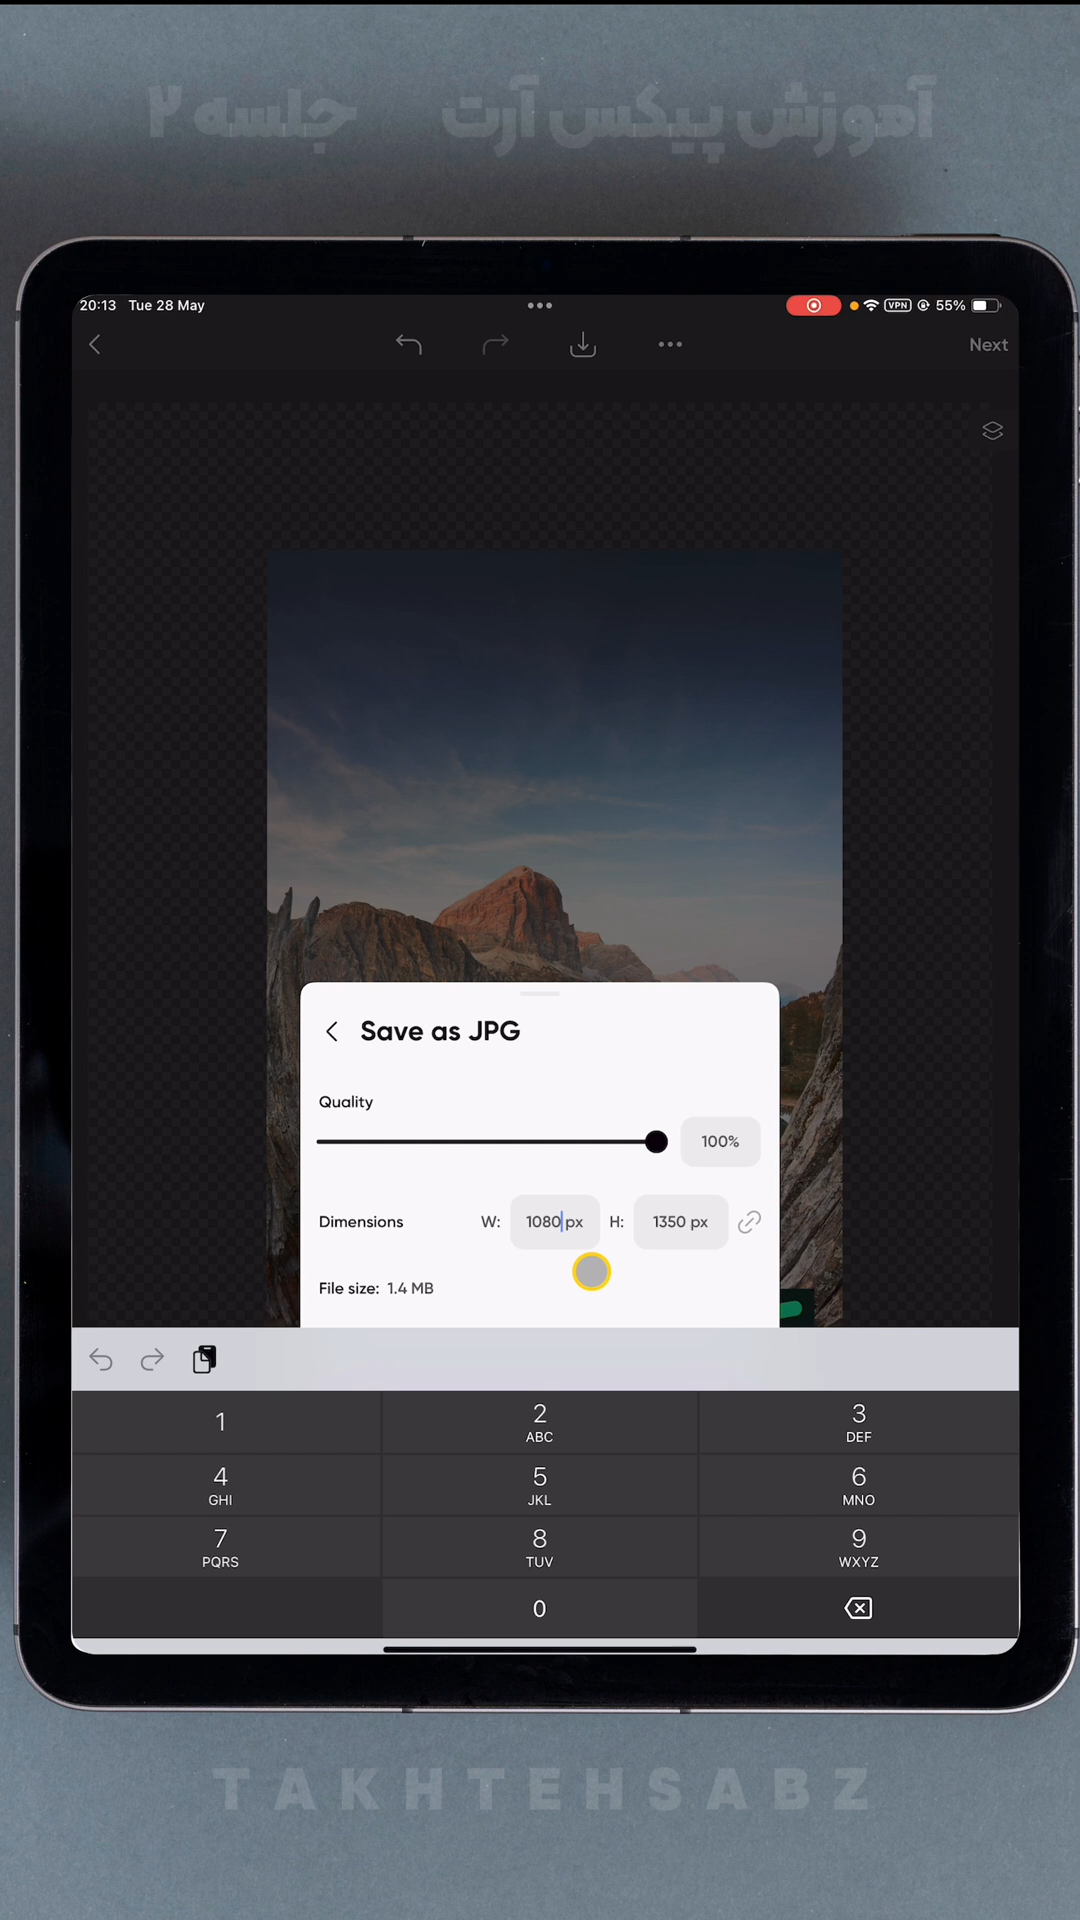 آموزش پیکس آرت جلسه ۲
20:13 Tue 28 May
VPN 55%
Next
Save as JPG
Quality
100%
Dimensions W: 1080 px H: 1350 px
File size: 1.4 MB
1 2 3
ABC DEF
4 5 6
GHI JKL MNO
7 8 9
PQRS TUV WXYZ
0
TAKHTEHSABZ